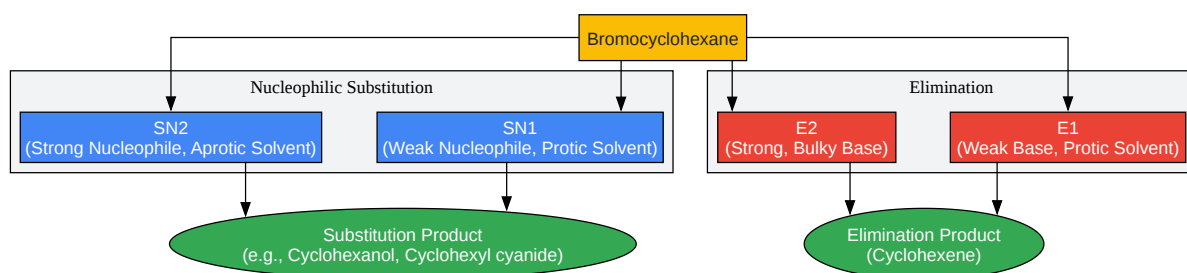 Bromocyclohexane
Nucleophilic Substitution
Elimination
SN2
(Strong Nucleophile, Aprotic Solvent)
SN1
(Weak Nucleophile, Protic Solvent)
E2
(Strong, Bulky Base)
E1
(Weak Base, Protic Solvent)
Substitution Product
(e.g., Cyclohexanol, Cyclohexyl cyanide)
Elimination Product
(Cyclohexene)